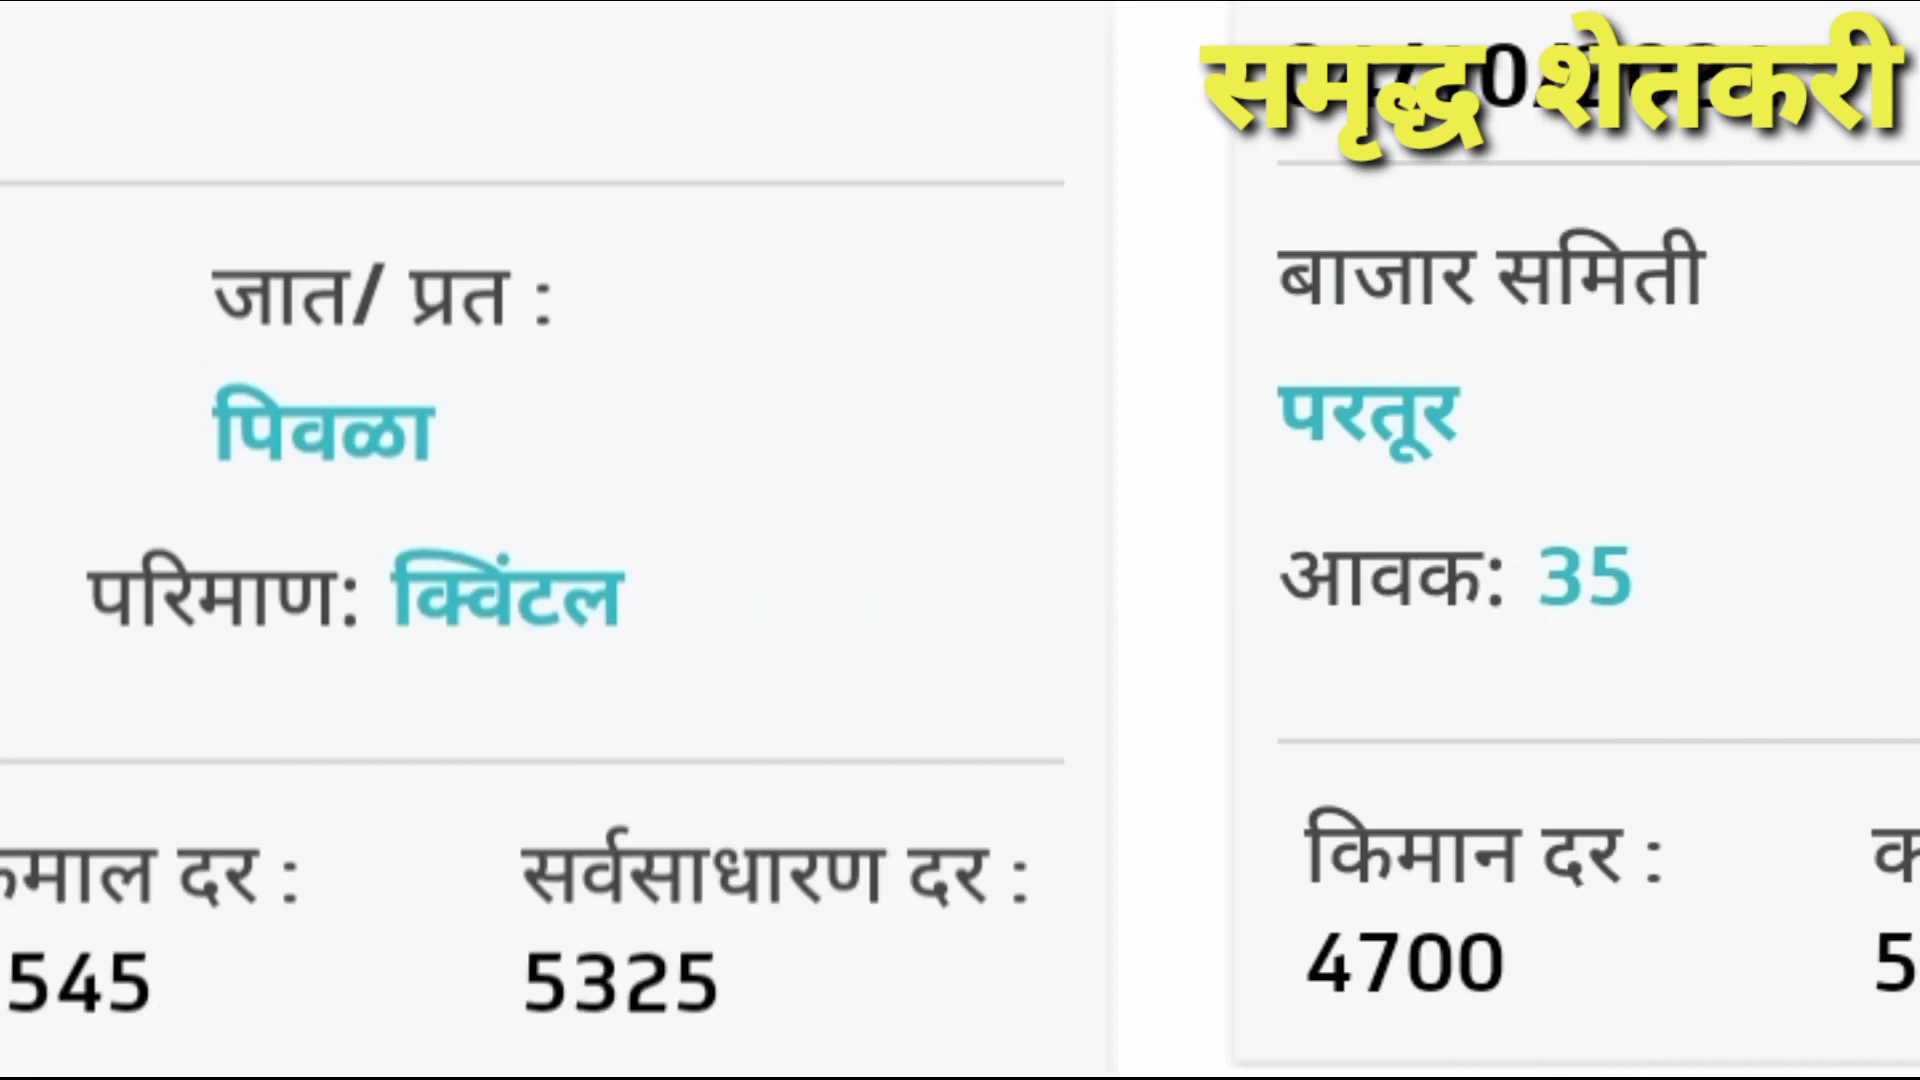 समृद्ध शेतकरी
जात/ प्रत :
पिवळा
परिमाण: क्विंटल
दर :
545
सर्वसाधारण दर :
5325
बाजार समिती
परतूर
आवक: 35
किमान दर :
4700